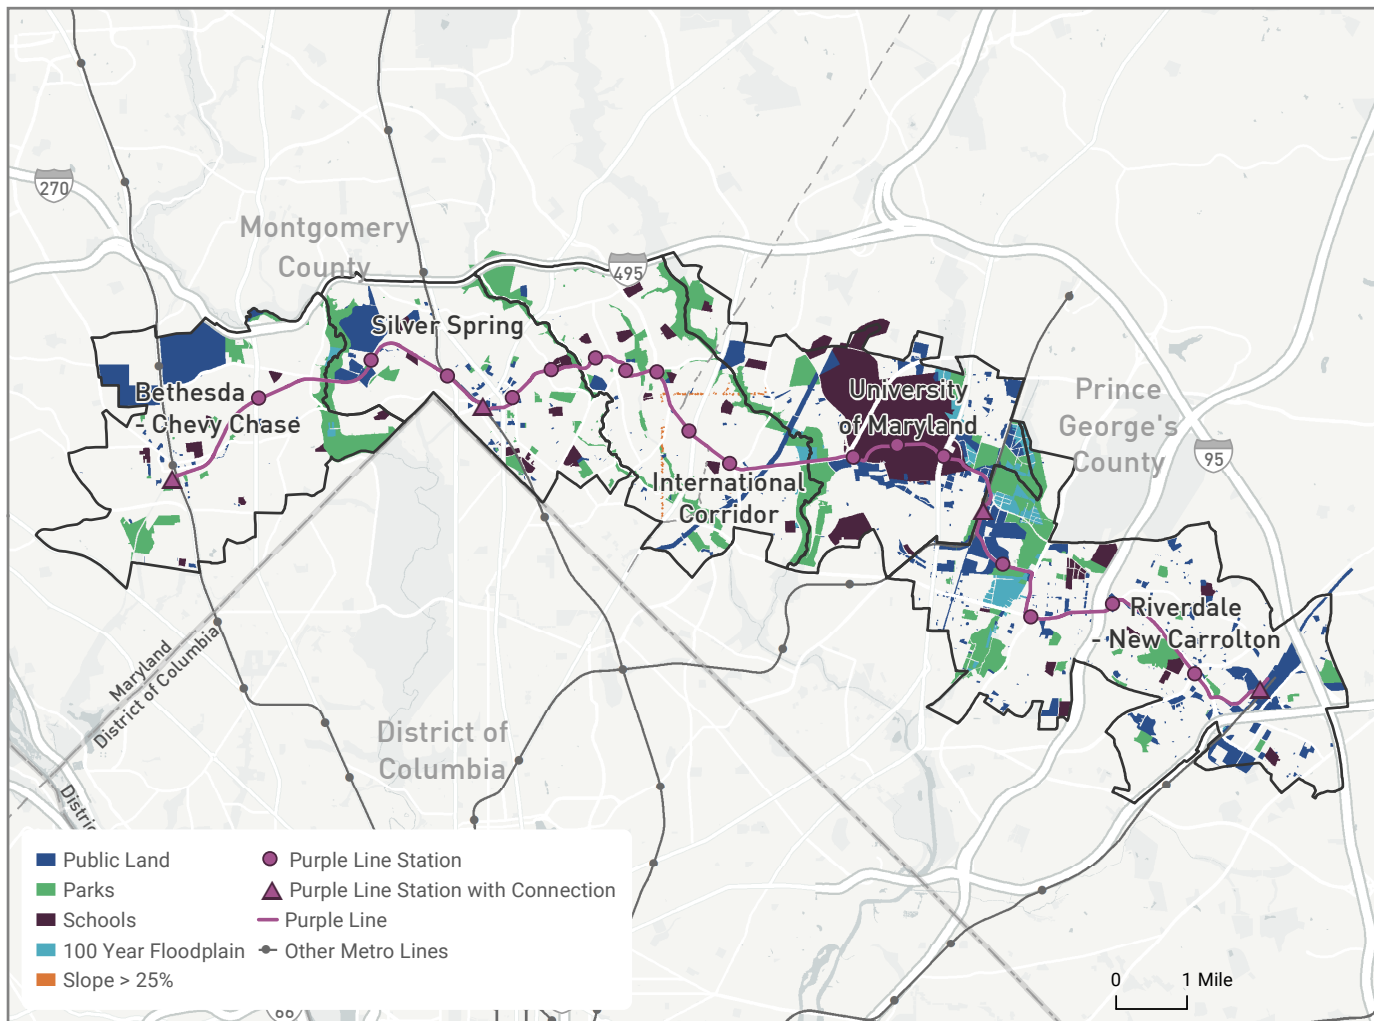 270
Montgomery
County
495
Silver Spring
Bethesda
- Chevy Chase
University
of Maryland
Prince
George's
County
95
International
Corridor
Riverdale
- New Carrolton
Maryland
District of Columbia
District of
Columbia
Distric
Public Land
Parks
Schools
100 Year Floodplain
Slope > 25%
Purple Line Station
Purple Line Station with Connection
Purple Line
Other Metro Lines
0 1 Mile